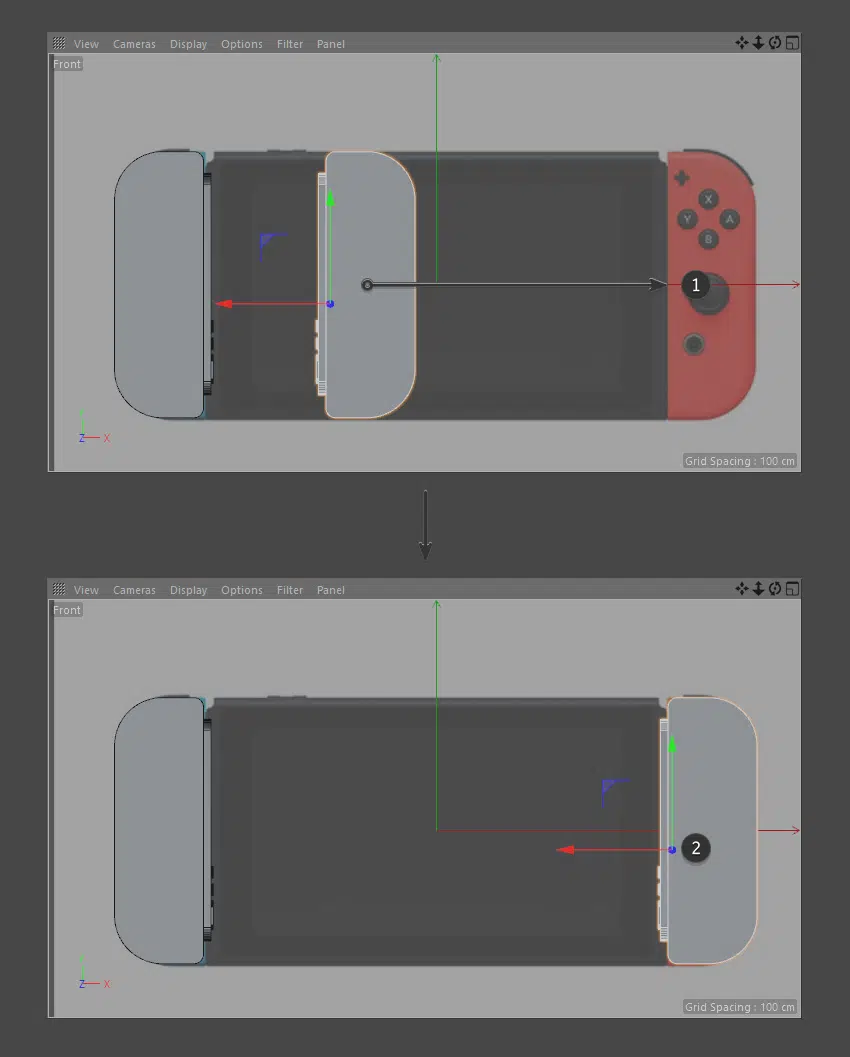 View Cameras Display Options Filter Panel
Front
X
Y A
B
1
Z X
Grid Spacing : 100 cm
View Cameras Display Options Filter Panel
Front
2
Z X
Grid Spacing : 100 cm